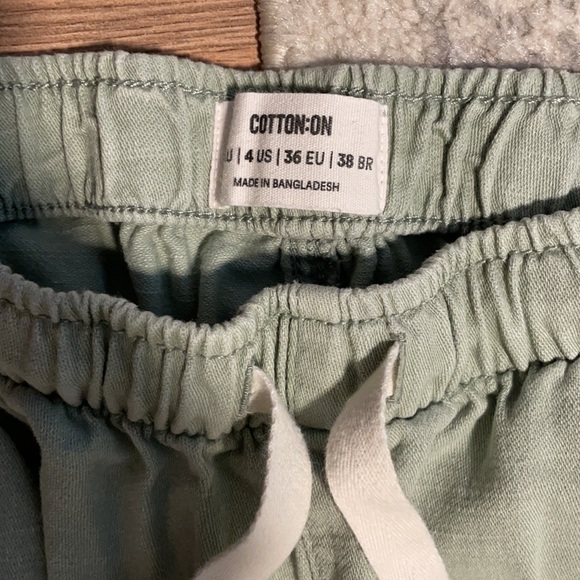 COTTON:ON
U | 4 US | 36 EU | 38 BR
MADE IN BANGLADESH